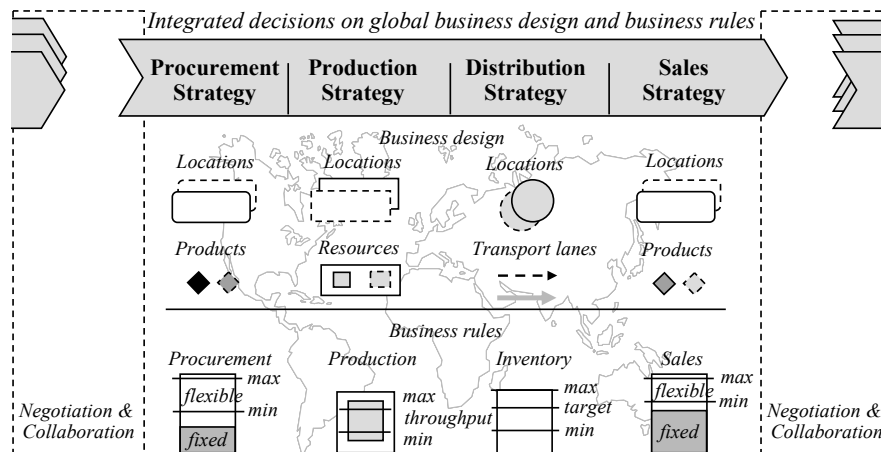 Integrated decisions on global business design and business rules
Procurement Strategy
Production Strategy
Distribution Strategy
Sales Strategy
Business design
Locations
Locations
Locations
Locations
Products
Resources
Transport lanes
Products
Business rules
Procurement
max
flexible
min
fixed
Production
max
throughput
min
Inventory
max
target
min
Sales
max
flexible
min
fixed
Negotiation &
Collaboration
Negotiation &
Collaboration